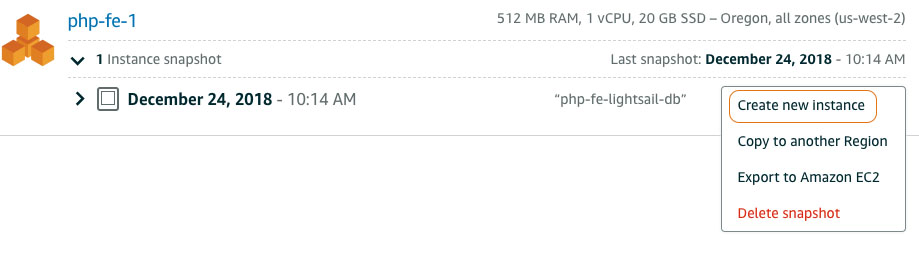 php-fe-1
512 MB RAM, 1 vCPU, 20 GB SSD – Oregon, all zones (us-west-2)
1 Instance snapshot
Last snapshot: December 24, 2018 - 10:14 AM
December 24, 2018 - 10:14 AM
“php-fe-lightsail-db”
Create new instance
Copy to another Region
Export to Amazon EC2
Delete snapshot